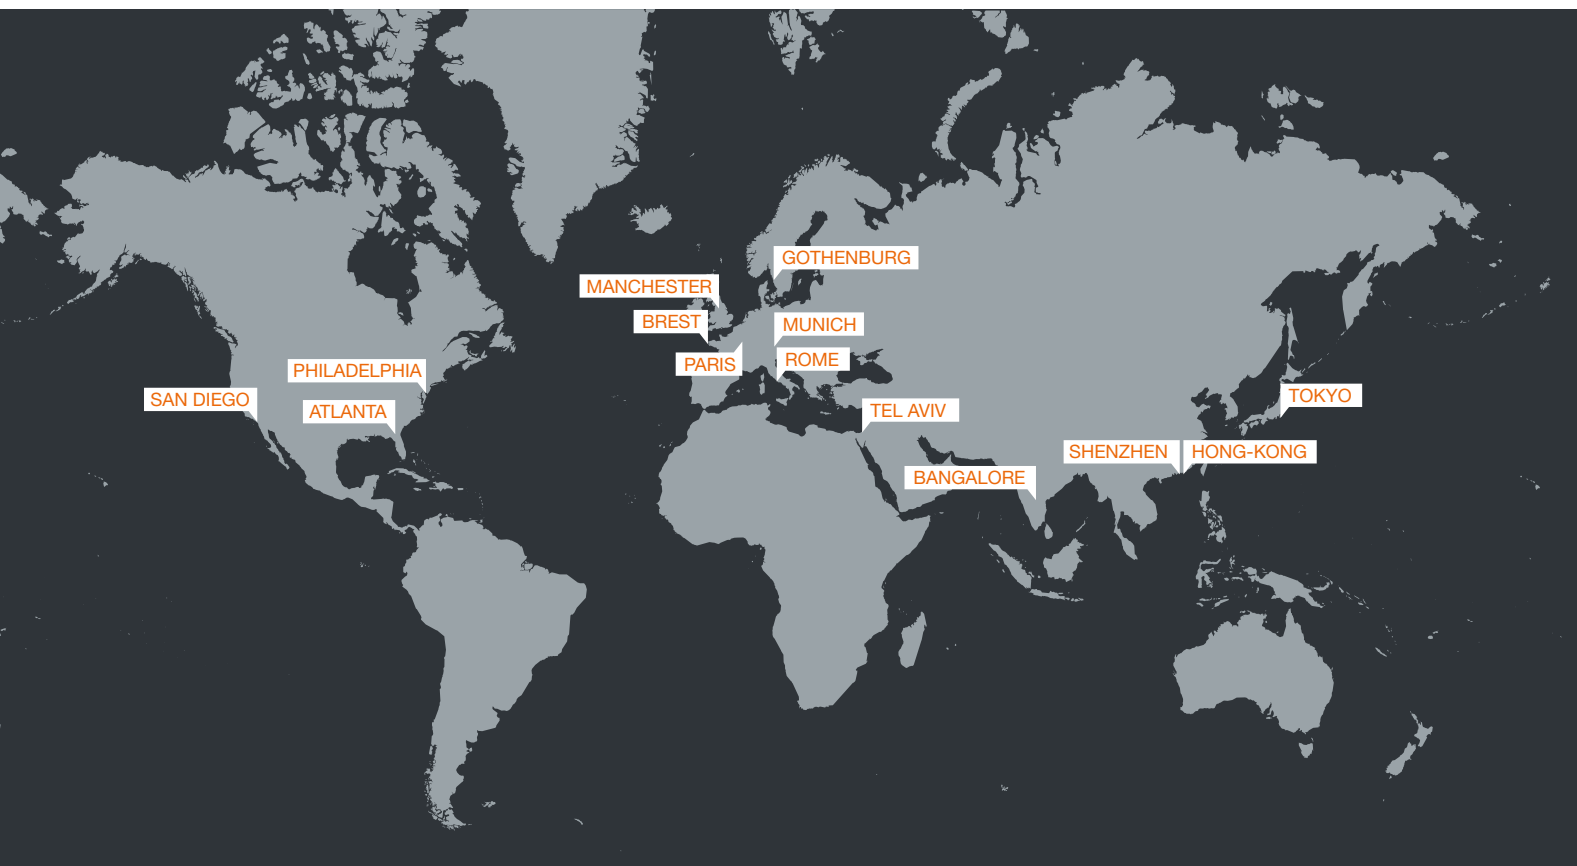 GOTHENBURG
MANCHESTER
BREST
MUNICH
PARIS
ROME
PHILADELPHIA
SAN DIEGO
ATLANTA
TOKYO
TEL AVIV
SHENZHEN
HONG-KONG
BANGALORE